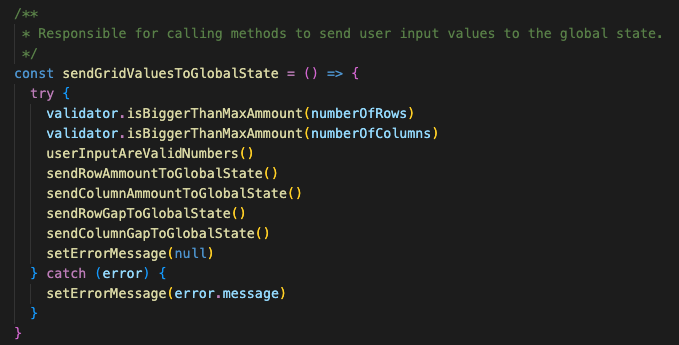 /**
 * Responsible for calling methods to send user input values to the global state.
 */
const sendGridValuesToGlobalState = () => {
  try {
    validator.isBiggerThanMaxAmmount(numberOfRows)
    validator.isBiggerThanMaxAmmount(numberOfColumns)
    userInputAreValidNumbers()
    sendRowAmmountToGlobalState()
    sendColumnAmmountToGlobalState()
    sendRowGapToGlobalState()
    sendColumnGapToGlobalState()
    setErrorMessage(null)
  } catch (error) {
    setErrorMessage(error.message)
  }
}